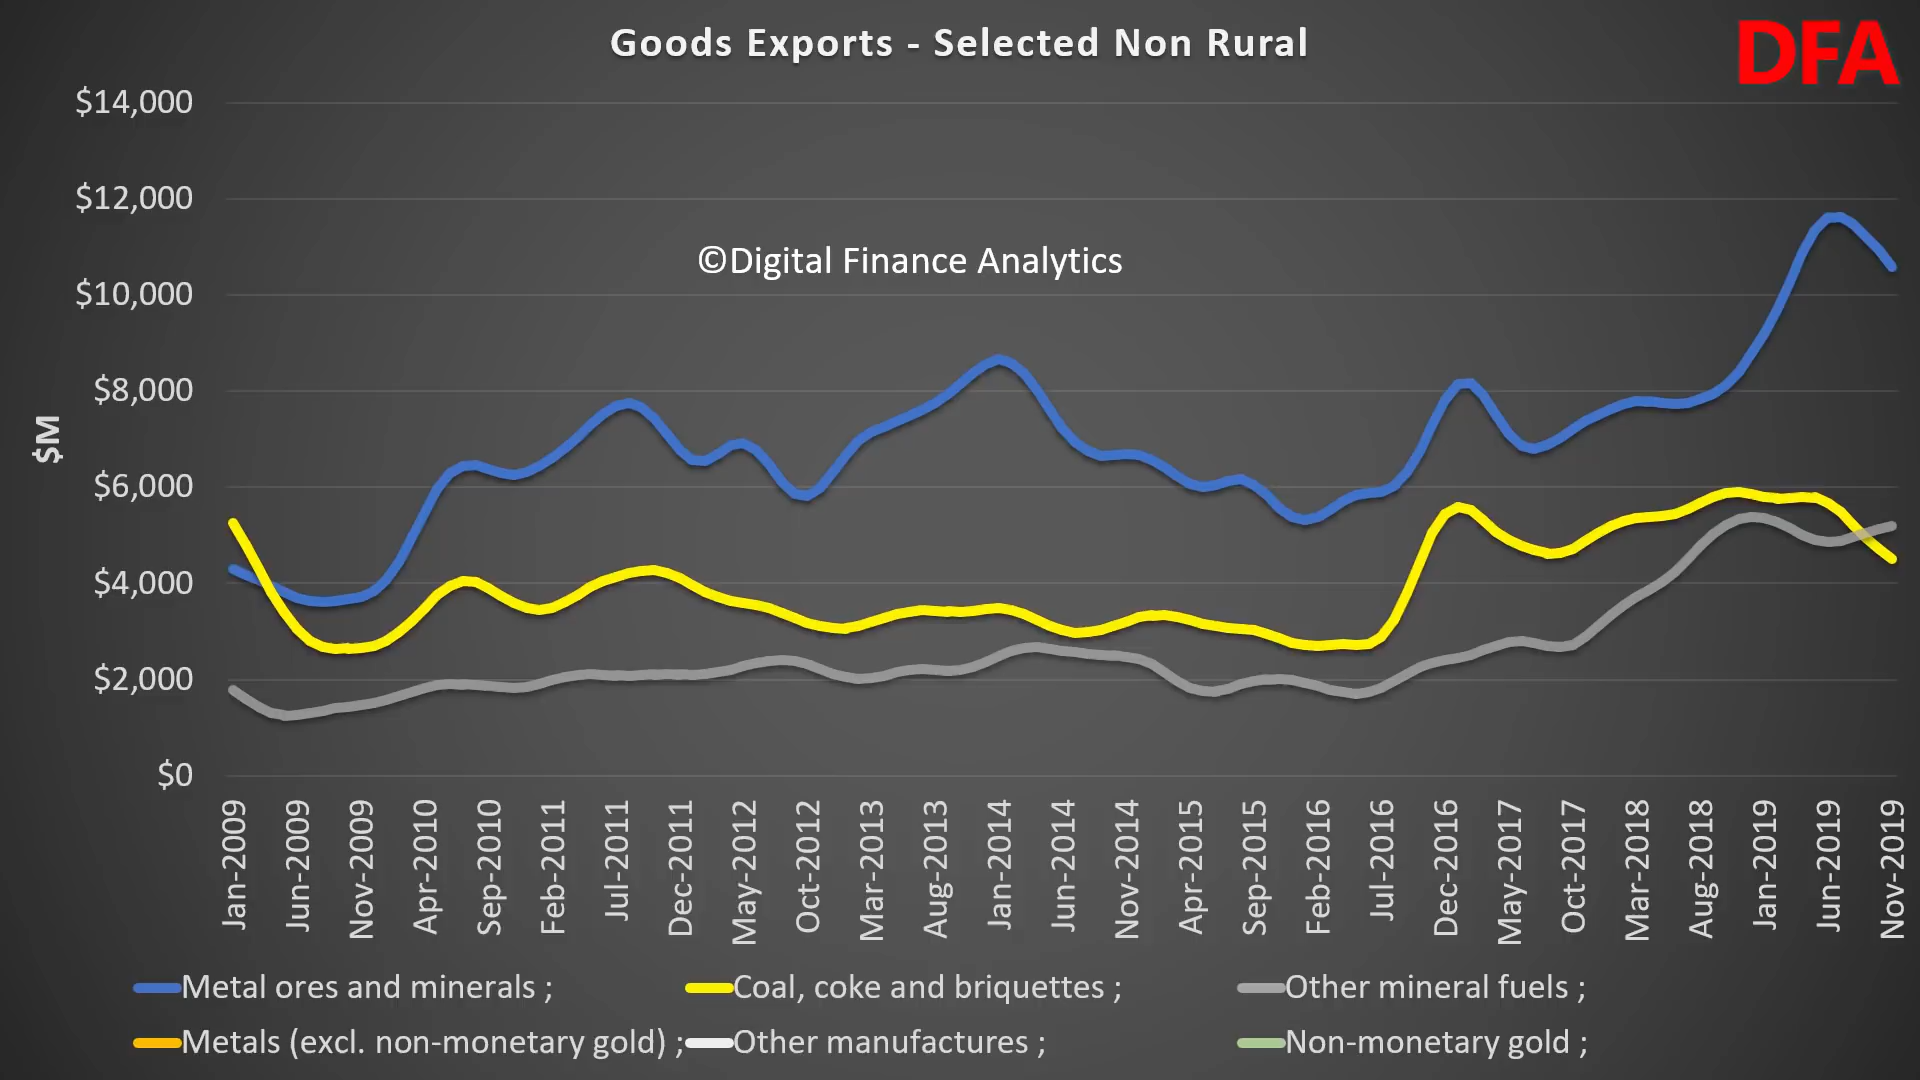 Goods Exports - Selected Non Rural
DFA
$14,000
$12,000
©Digital Finance Analytics
$10,000
$8,000
$M
$6,000
$4,000
$2,000
$0
Jan-2009
Jun-2009
Nov-2009
Apr-2010
Sep-2010
Feb-2011
Jul-2011
Dec-2011
May-2012
Oct-2012
Mar-2013
Aug-2013
Jan-2014
Jun-2014
Nov-2014
Apr-2015
Sep-2015
Feb-2016
Jul-2016
Dec-2016
May-2017
Oct-2017
Mar-2018
Aug-2018
Jan-2019
Jun-2019
Nov-2019
Metal ores and minerals ;
Coal, coke and briquettes ;
Other mineral fuels ;
Metals (excl. non-monetary gold) ;
Other manufactures ;
Non-monetary gold ;